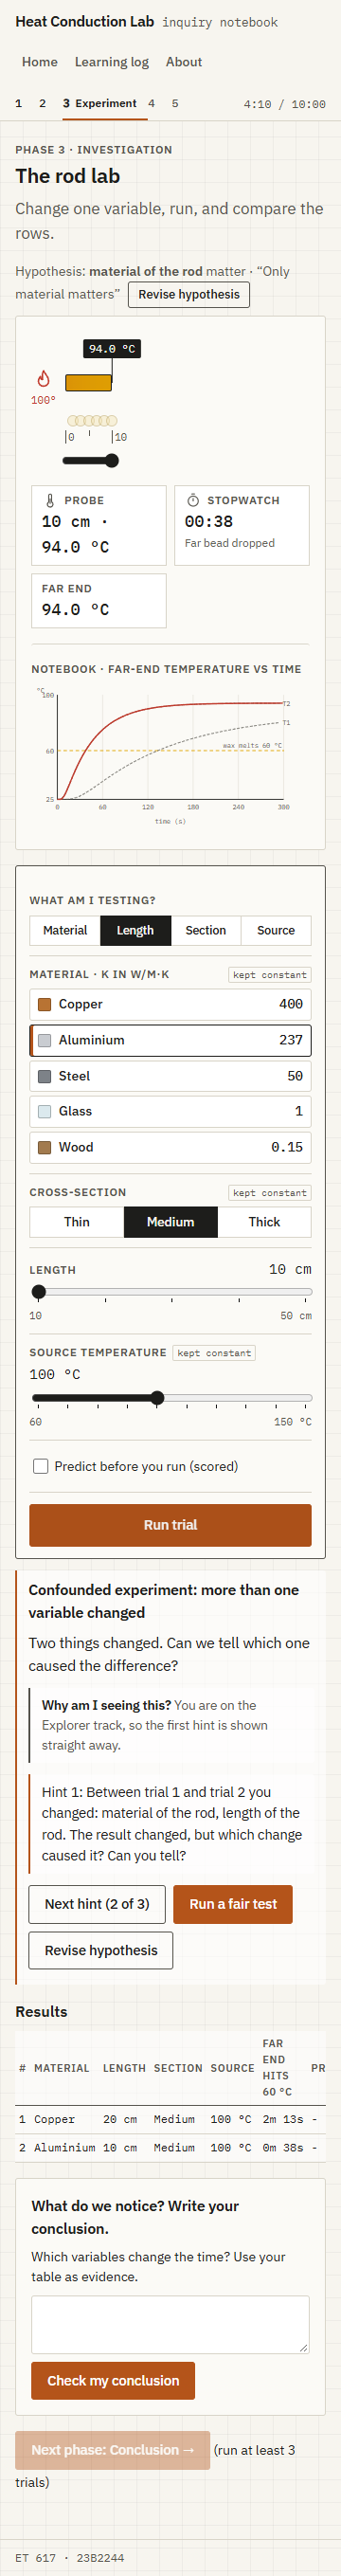 Heat Conduction Lab inquiry notebook
Home Learning log About
1 2 3 Experiment 4 5 4:10 / 10:00
PHASE 3 · INVESTIGATION
The rod lab
Change one variable, run, and compare the
rows.
Hypothesis: material of the rod matter · “Only
material matters” Revise hypothesis
94.0 °C
100°
0 10
PROBE
10 cm ·
94.0 °C
STOPWATCH
00:38
Far bead dropped
FAR END
94.0 °C
NOTEBOOK · FAR-END TEMPERATURE VS TIME
°C
100
T2
T1
wax melts 60 °C
60
25
0 60 120 180 240 300
time (s)
WHAT AM I TESTING?
Material Length Section Source
MATERIAL · K IN W/M·K kept constant
Copper 400
Aluminium 237
Steel 50
Glass 1
Wood 0.15
CROSS-SECTION kept constant
Thin Medium Thick
LENGTH 10 cm
10 50 cm
SOURCE TEMPERATURE kept constant
100 °C
60 150 °C
Predict before you run (scored)
Run trial
Confounded experiment: more than one
variable changed
Two things changed. Can we tell which one
caused the difference?
Why am I seeing this? You are on the
Explorer track, so the first hint is shown
straight away.
Hint 1: Between trial 1 and trial 2 you
changed: material of the rod, length of the
rod. The result changed, but which change
caused it? Can you tell?
Next hint (2 of 3) Run a fair test
Revise hypothesis
Results
# MATERIAL LENGTH SECTION SOURCE FAR END HITS 60 °C PR
1 Copper 20 cm Medium 100 °C 2m 13s -
2 Aluminium 10 cm Medium 100 °C 0m 38s -
What do we notice? Write your
conclusion.
Which variables change the time? Use your
table as evidence.
Check my conclusion
Next phase: Conclusion → (run at least 3
trials)
ET 617 · 23B2244